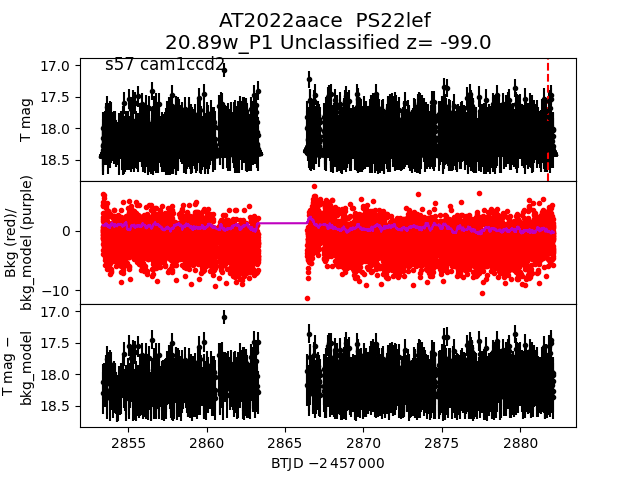 AT2022aace  PS22lef
20.89w_P1 Unclassified z= -99.0
s57 cam1ccd2
17.0
17.5
18.0
18.5
T mag
0
−10
Bkg (red)/
bkg_model (purple)
17.0
17.5
18.0
18.5
T mag −
bkg_model
2855
2860
2865
2870
2875
2880
BTJD −2 457 000